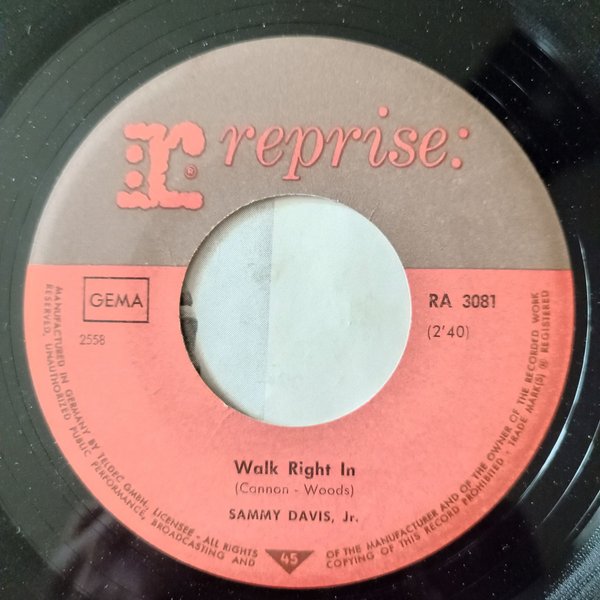 r® reprise:
GEMA
2558
RA 3081
(2'40)
Walk Right In
(Cannon - Woods)
SAMMY DAVIS, Jr.
45
MANUFACTURED IN GERMANY BY TELDEC GMBH., LICENSEE - ALL RIGHTS OF THE MANUFACTURER AND OF THE OWNER OF THE RECORDED WORK
RESERVED, UNAUTHORIZED PUBLIC PERFORMANCE, BROADCASTING AND COPYING OF THIS RECORD PROHIBITED - TRADE MARK(S) ® REGISTERED